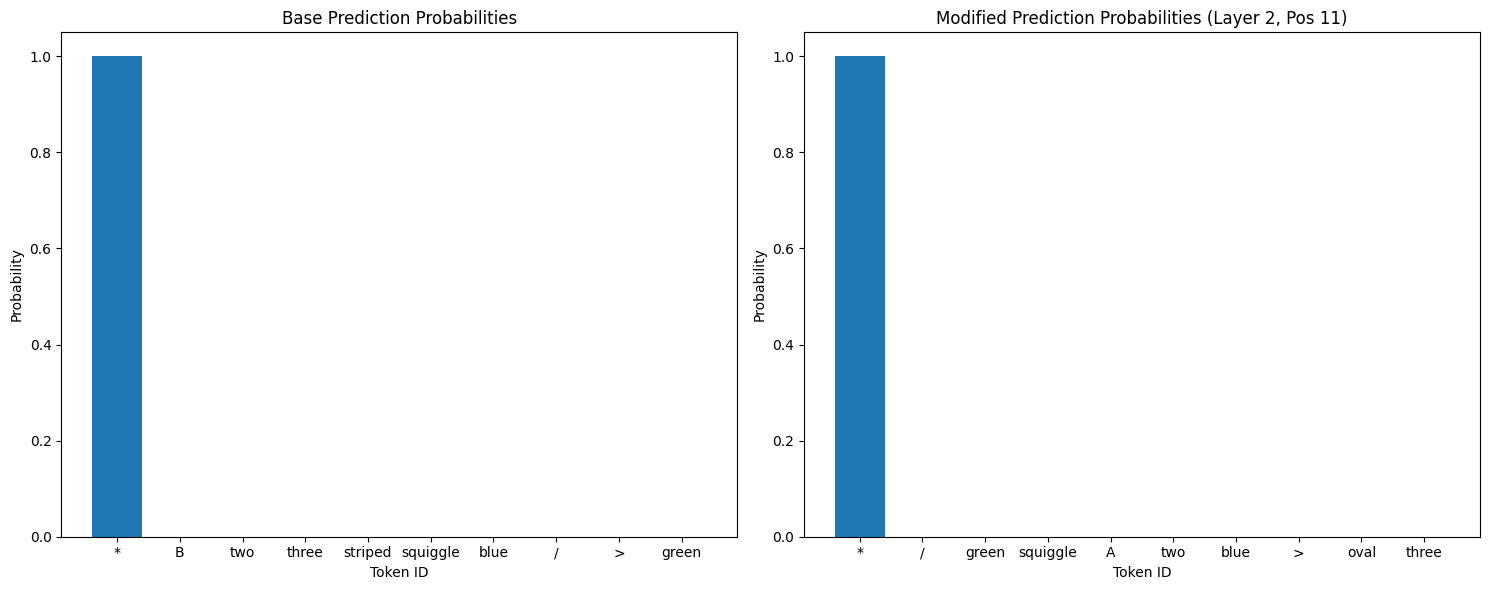 Base Prediction Probabilities
Probability
1.0
0.8
0.6
0.4
0.2
0.0
* B two three striped squiggle blue / > green
Token ID
Modified Prediction Probabilities (Layer 2, Pos 11)
Probability
1.0
0.8
0.6
0.4
0.2
0.0
* / green squiggle A two blue > oval three
Token ID